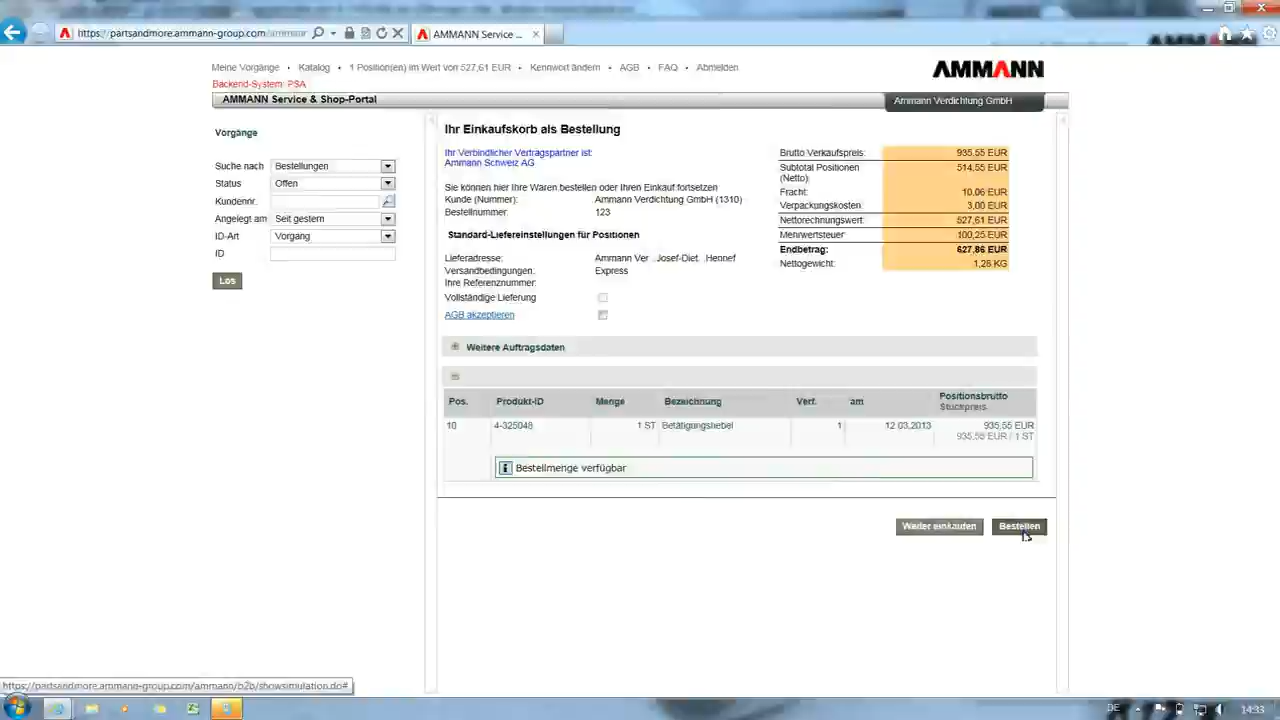 https://partsandmore.ammann-group.com/ammann
AMMANN Service ...
Meine Vorgänge • Katalog • 1 Position(en) im Wert von 527,61 EUR • Kennwort ändern • AGB • FAQ • Abmelden
AMMANN
Backend-System: PSA
AMMANN Service & Shop-Portal
Ammann Verdichtung GmbH
Vorgänge
Suche nach Bestellungen
Status Offen
Kundennr.
Angelegt am Seit gestern
ID-Art Vorgang
ID
Los
Ihr Einkaufskorb als Bestellung
Ihr Verbindlicher Vertragspartner ist:
Ammann Schweiz AG
Sie können hier Ihre Waren bestellen oder Ihren Einkauf fortsetzen
Kunde (Nummer): Ammann Verdichtung GmbH (1310)
Bestellnummer: 123
Standard-Liefereinstellungen für Positionen
Lieferadresse: Ammann Ver...Josef-Diet...Hennef
Versandbedingungen: Express
Ihre Referenznummer:
Vollständige Lieferung
AGB akzeptieren
Brutto Verkaufspreis: 935,55 EUR
Subtotal Positionen 514,55 EUR
(Netto):
Fracht: 10,06 EUR
Verpackungskosten: 3,00 EUR
Nettorechnungswert: 527,61 EUR
Mehrwertsteuer 100,25 EUR
Endbetrag: 627,86 EUR
Nettogewicht: 1,28 KG
Weitere Auftragsdaten
Pos. Produkt-ID Menge Bezeichnung Verf. am Positionsbrutto
Stückpreis
10 4-325048 1 ST Betätigungshebel 1 12.03.2013 935,55 EUR
935,55 EUR / 1 ST
Bestellmenge verfügbar
Weiter einkaufen Bestellen
https://partsandmore.ammann-group.com/ammann/b2b/showsimulation.do#
DE 14:33